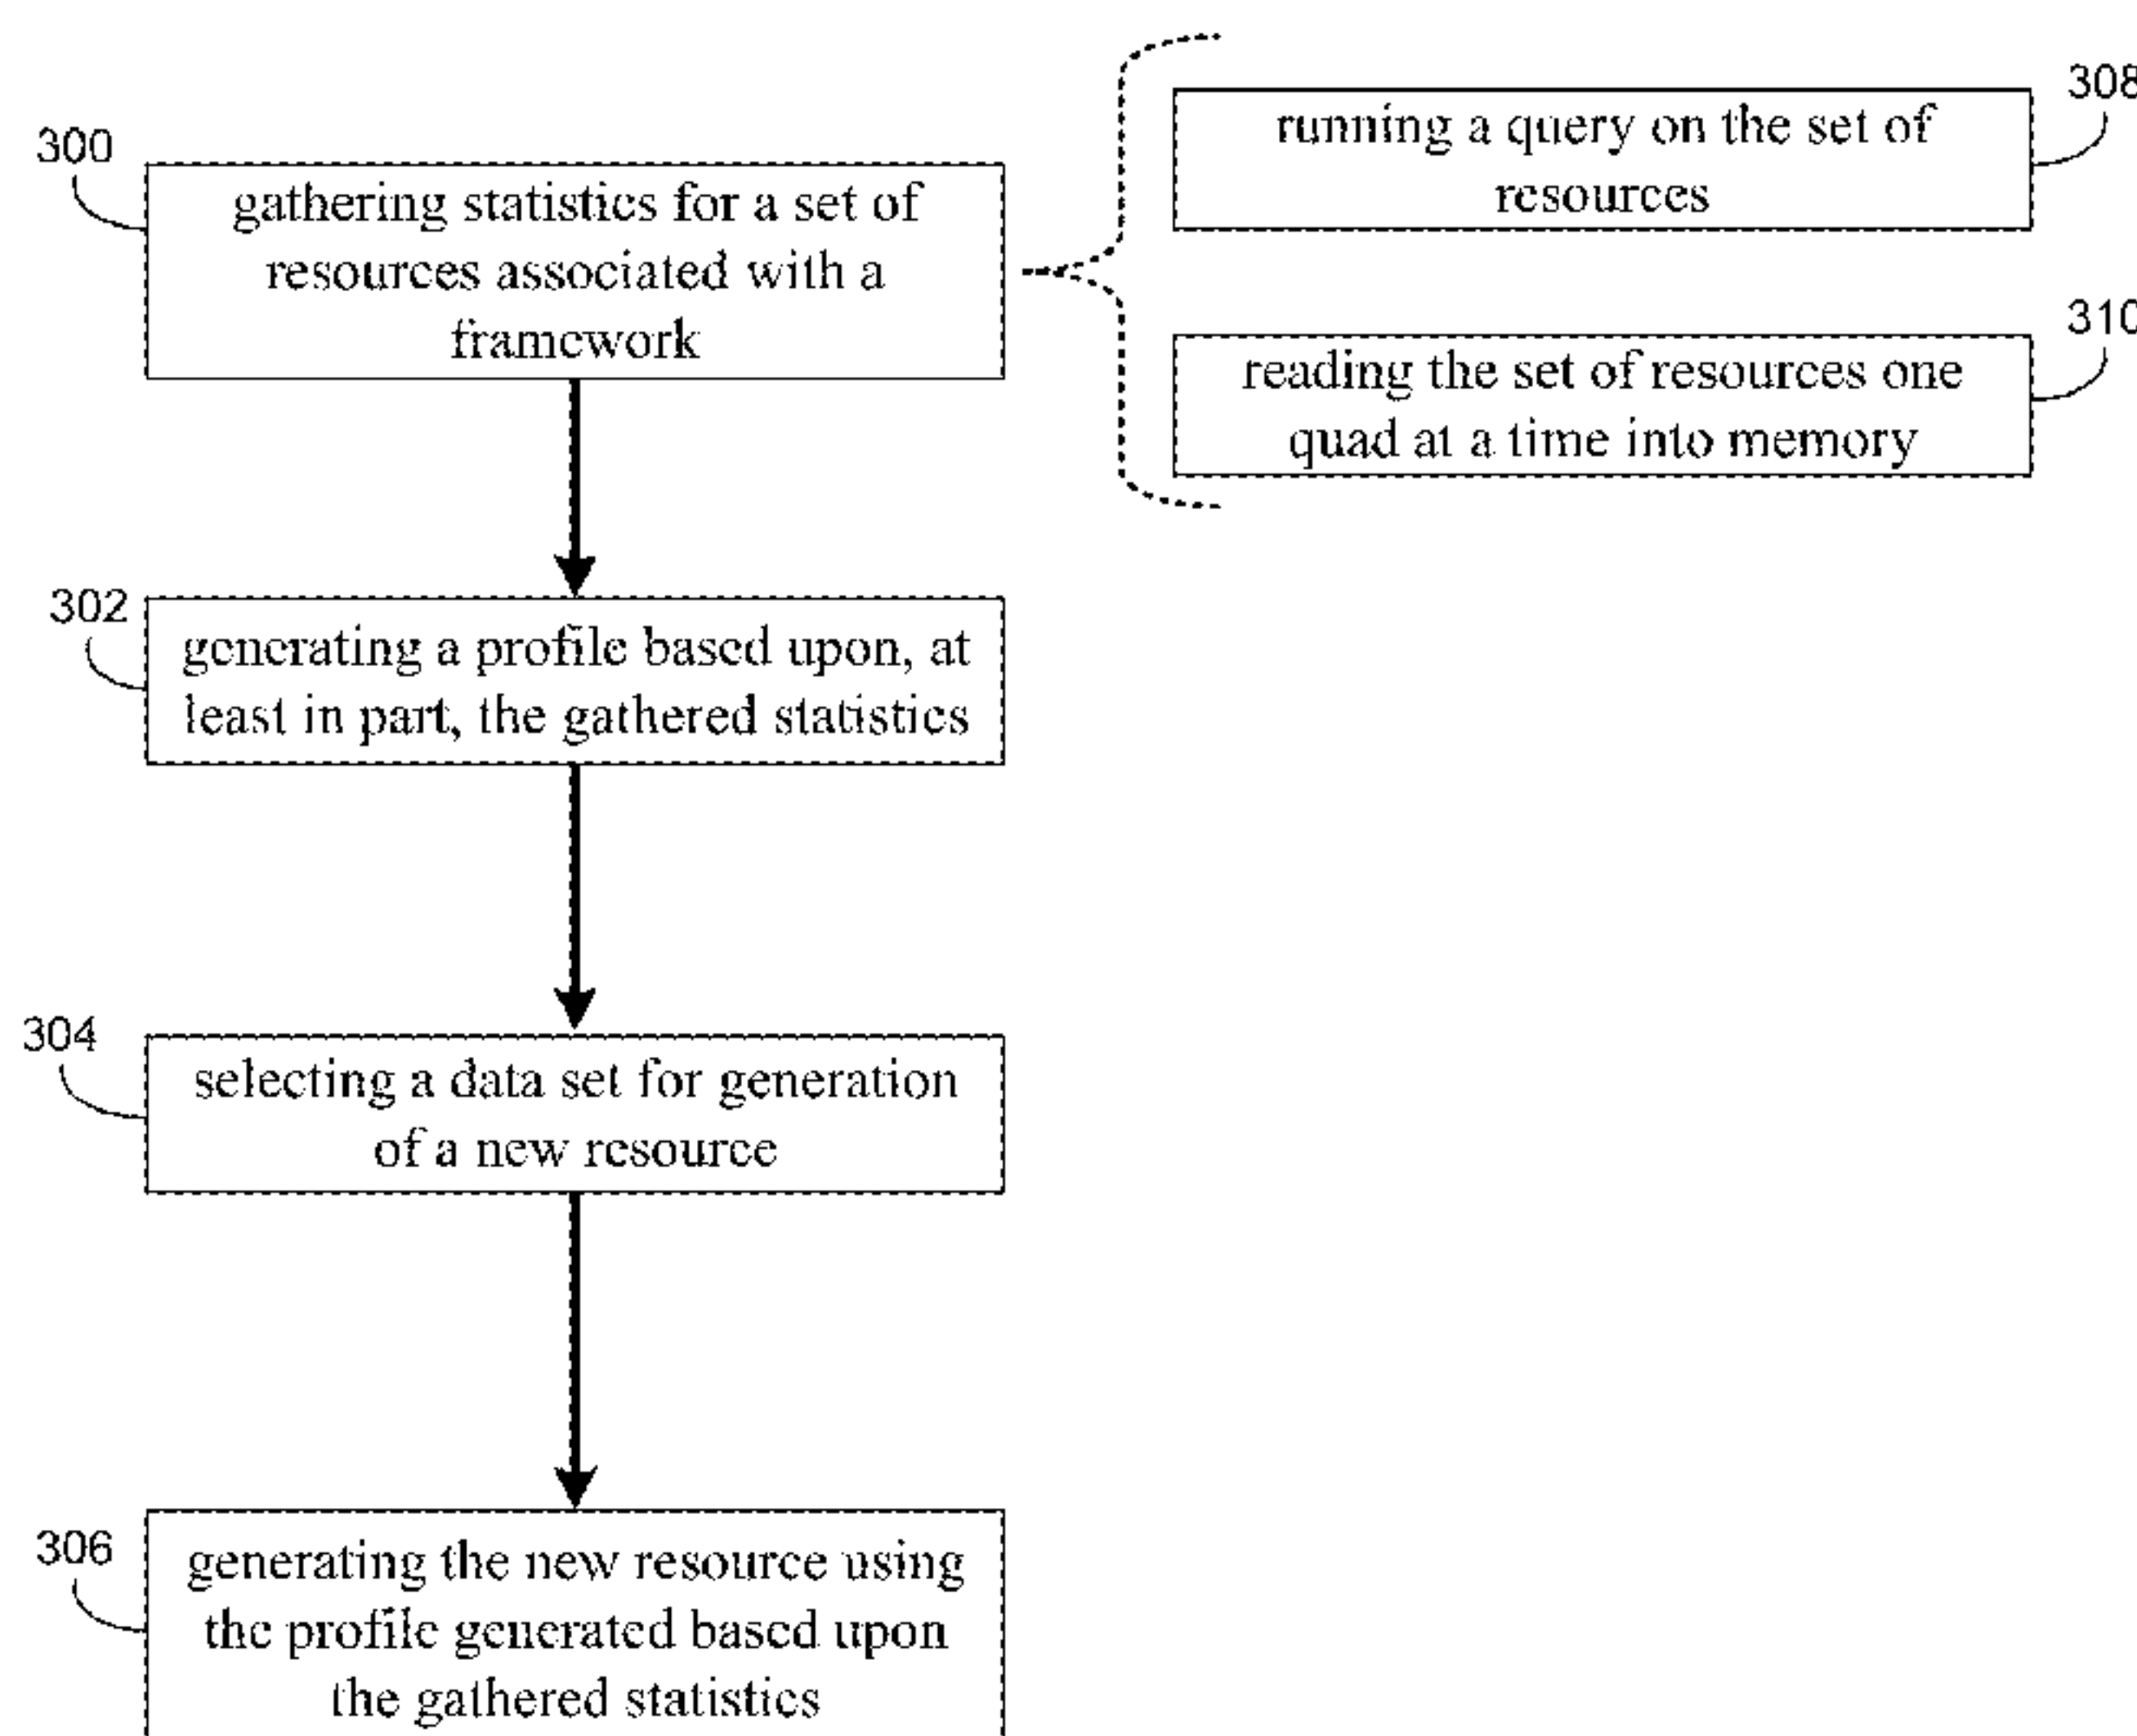 300
gathering statistics for a set of
resources associated with a
framework
308
running a query on the set of
resources
310
reading the set of resources one
quad at a time into memory
302
generating a profile based upon, at
least in part, the gathered statistics
304
selecting a data set for generation
of a new resource
306
generating the new resource using
the profile generated based upon
the gathered statistics